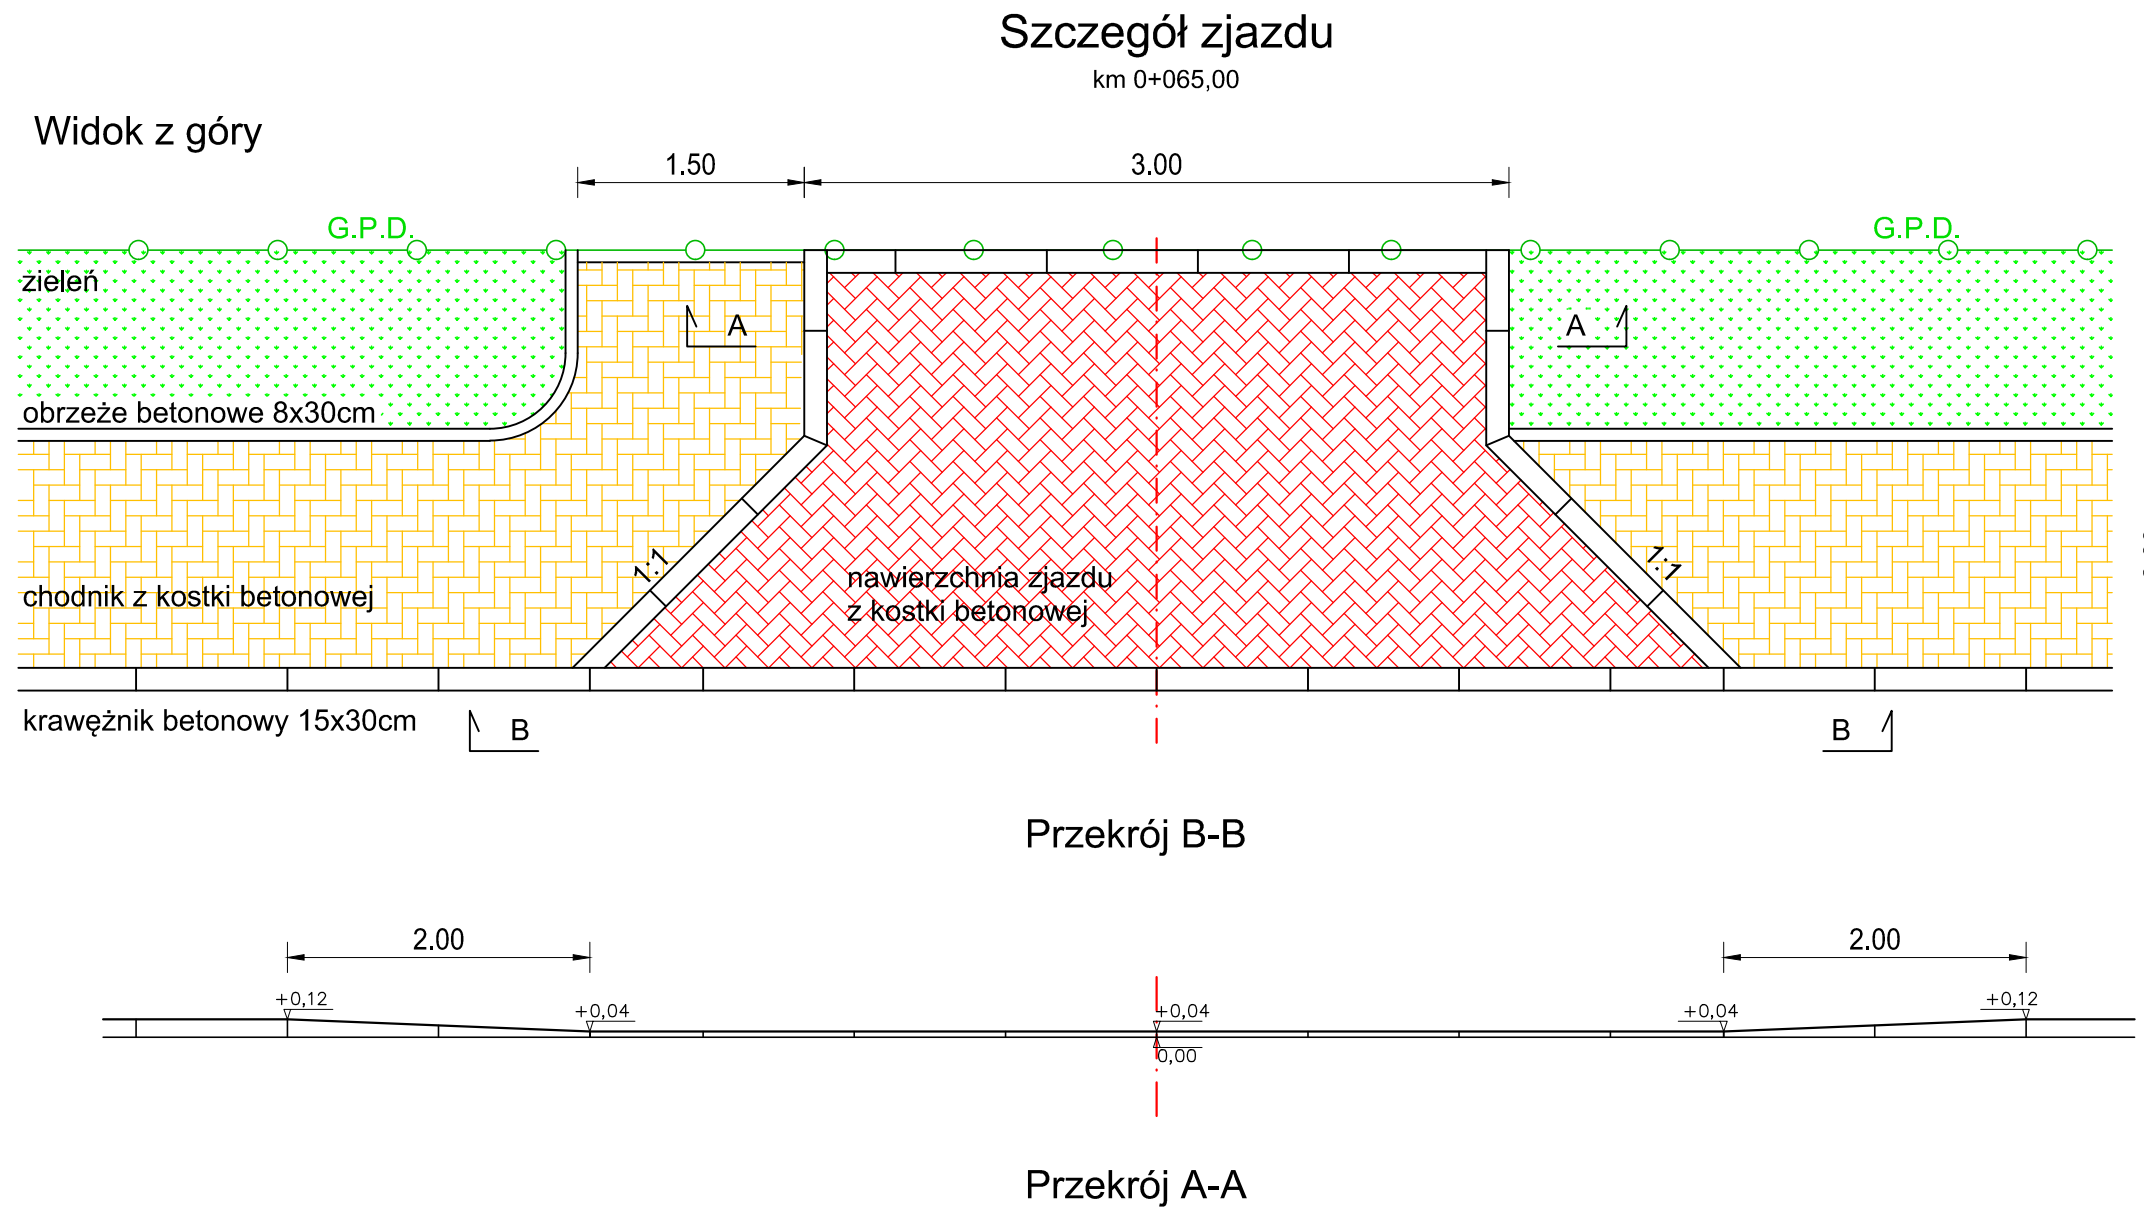 Szczegół zjazdu
km 0+065,00
Widok z góry
1.50
3.00
G.P.D.
G.P.D.
zieleń
A
A
obrzeże betonowe 8x30cm
1:1
1:1
nawierzchnia zjazdu
chodnik z kostki betonowej
z kostki betonowej
krawężnik betonowy 15x30cm
B
B
Przekrój B-B
2.00
2.00
+0,12
+0,04
+0,04
+0,04
+0,12
0,00
Przekrój A-A